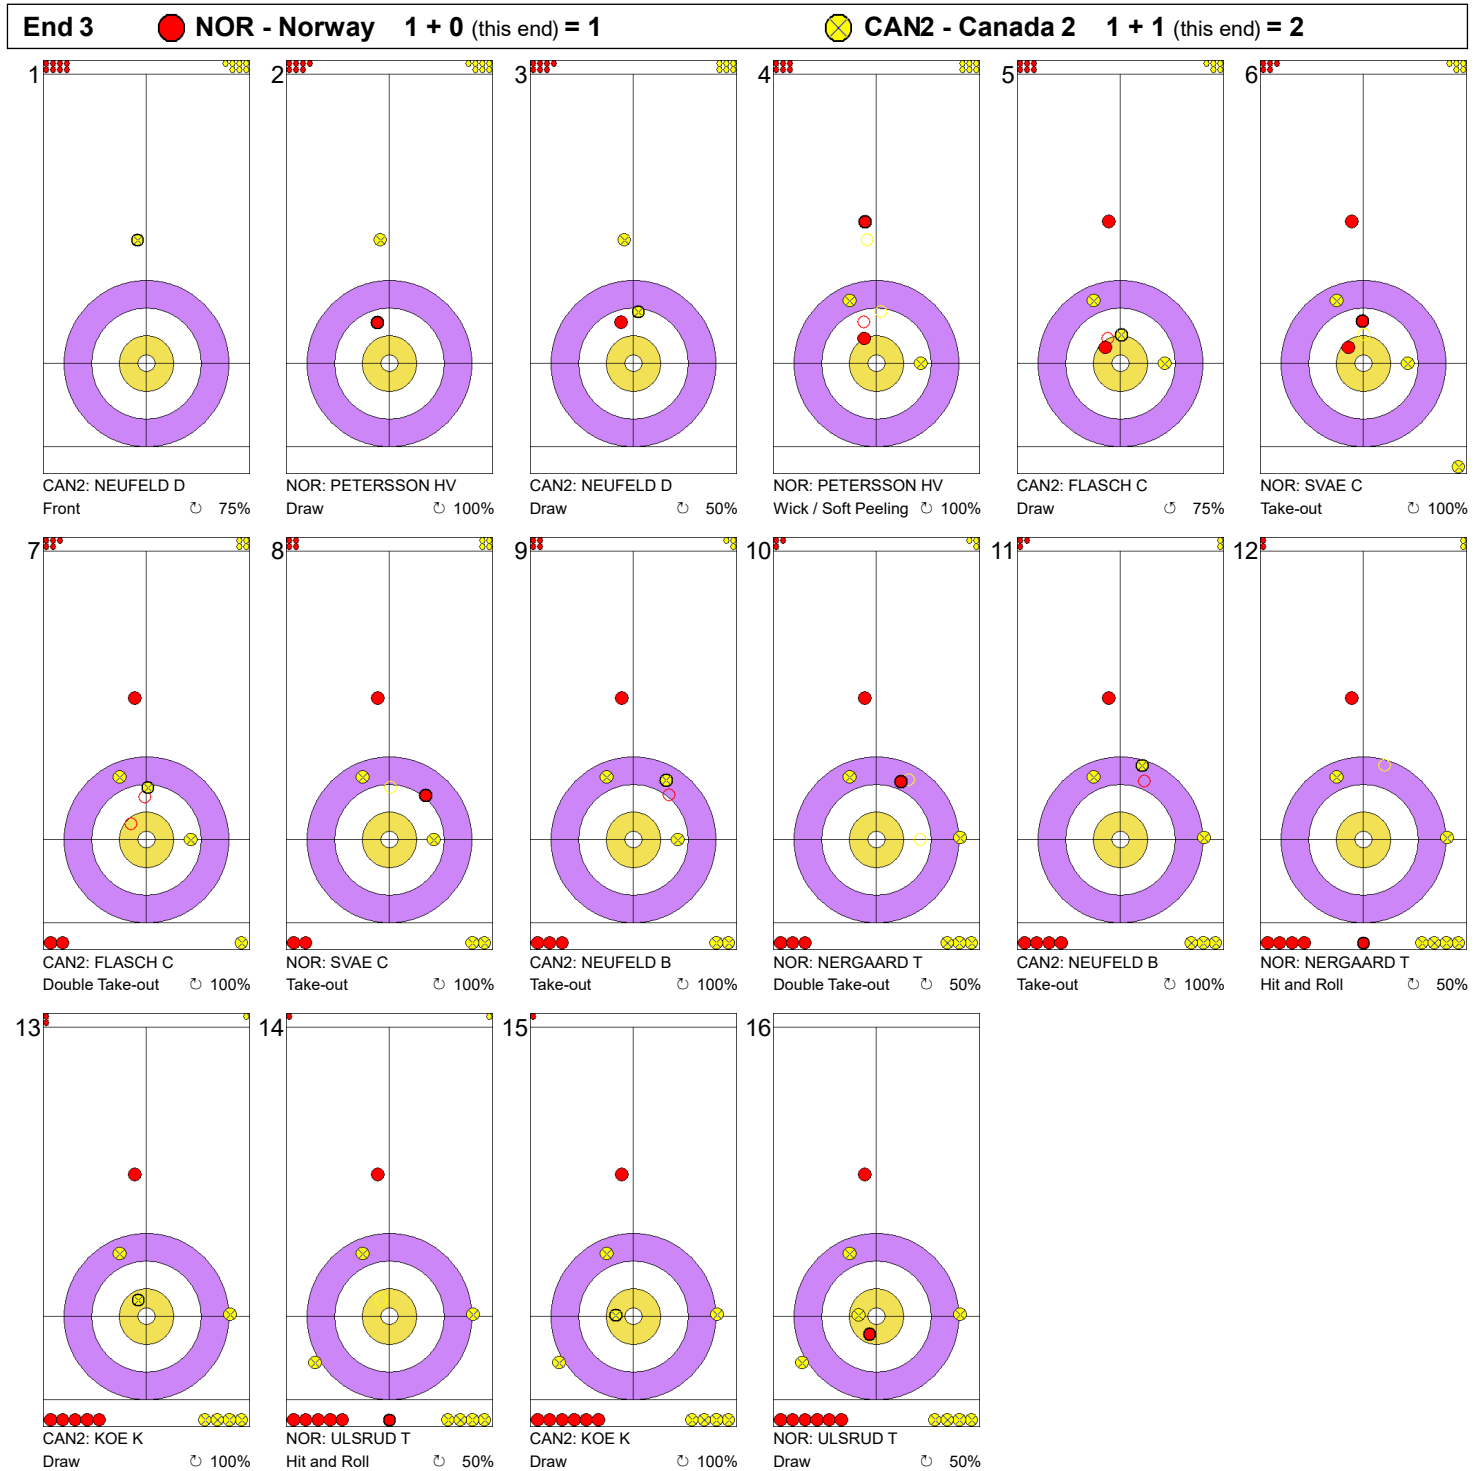 End 3 NOR - Norway 1 + 0 (this end) = 1 CAN2 - Canada 2 1 + 1 (this end) = 2
1 2 3 4 5 6
CAN2: NEUFELD D NOR: PETERSSON HV CAN2: NEUFELD D NOR: PETERSSON HV CAN2: FLASCH C NOR: SVAE C
Front ↻ 75% Draw ↻ 100% Draw ↻ 50% Wick / Soft Peeling ↻ 100% Draw ↺ 75% Take-out ↻ 100%
7 8 9 10 11 12
CAN2: FLASCH C NOR: SVAE C CAN2: NEUFELD B NOR: NERGAARD T CAN2: NEUFELD B NOR: NERGAARD T
Double Take-out ↻ 100% Take-out ↻ 100% Take-out ↻ 100% Double Take-out ↻ 50% Take-out ↻ 100% Hit and Roll ↻ 50%
13 14 15 16
CAN2: KOE K NOR: ULSRUD T CAN2: KOE K NOR: ULSRUD T
Draw ↻ 100% Hit and Roll ↻ 50% Draw ↻ 100% Draw ↻ 50%